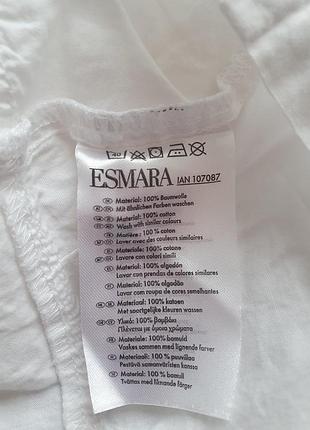 40
ESMARA IAN 107087
DE Material: 100% Baumwolle
Mit ähnlichen Farben waschen
Material: 100% cotton
Wash with similar colours
Matière: 100% coton
Laver avec des couleurs similaires
Materiale: 100% cotone
Lavare con colori simili
Material: 100% algodón
Lavar con prendas de colores similares
Material: 100% algodão
Lavar com roupa de cores semelhantes
Materiaal: 100% katoen
Met soortgelijke kleuren wassen
Υλικό: 100% βαμβάκι
Πλένεται με όμοια χρώματα
Materiale: 100% bomuld
Vaskes sammen med lignende farver
Materiaali: 100% puuvillaa
Pestävä samanväristen kanssa
Material: 100% bomull
Tvättas med liknande färger